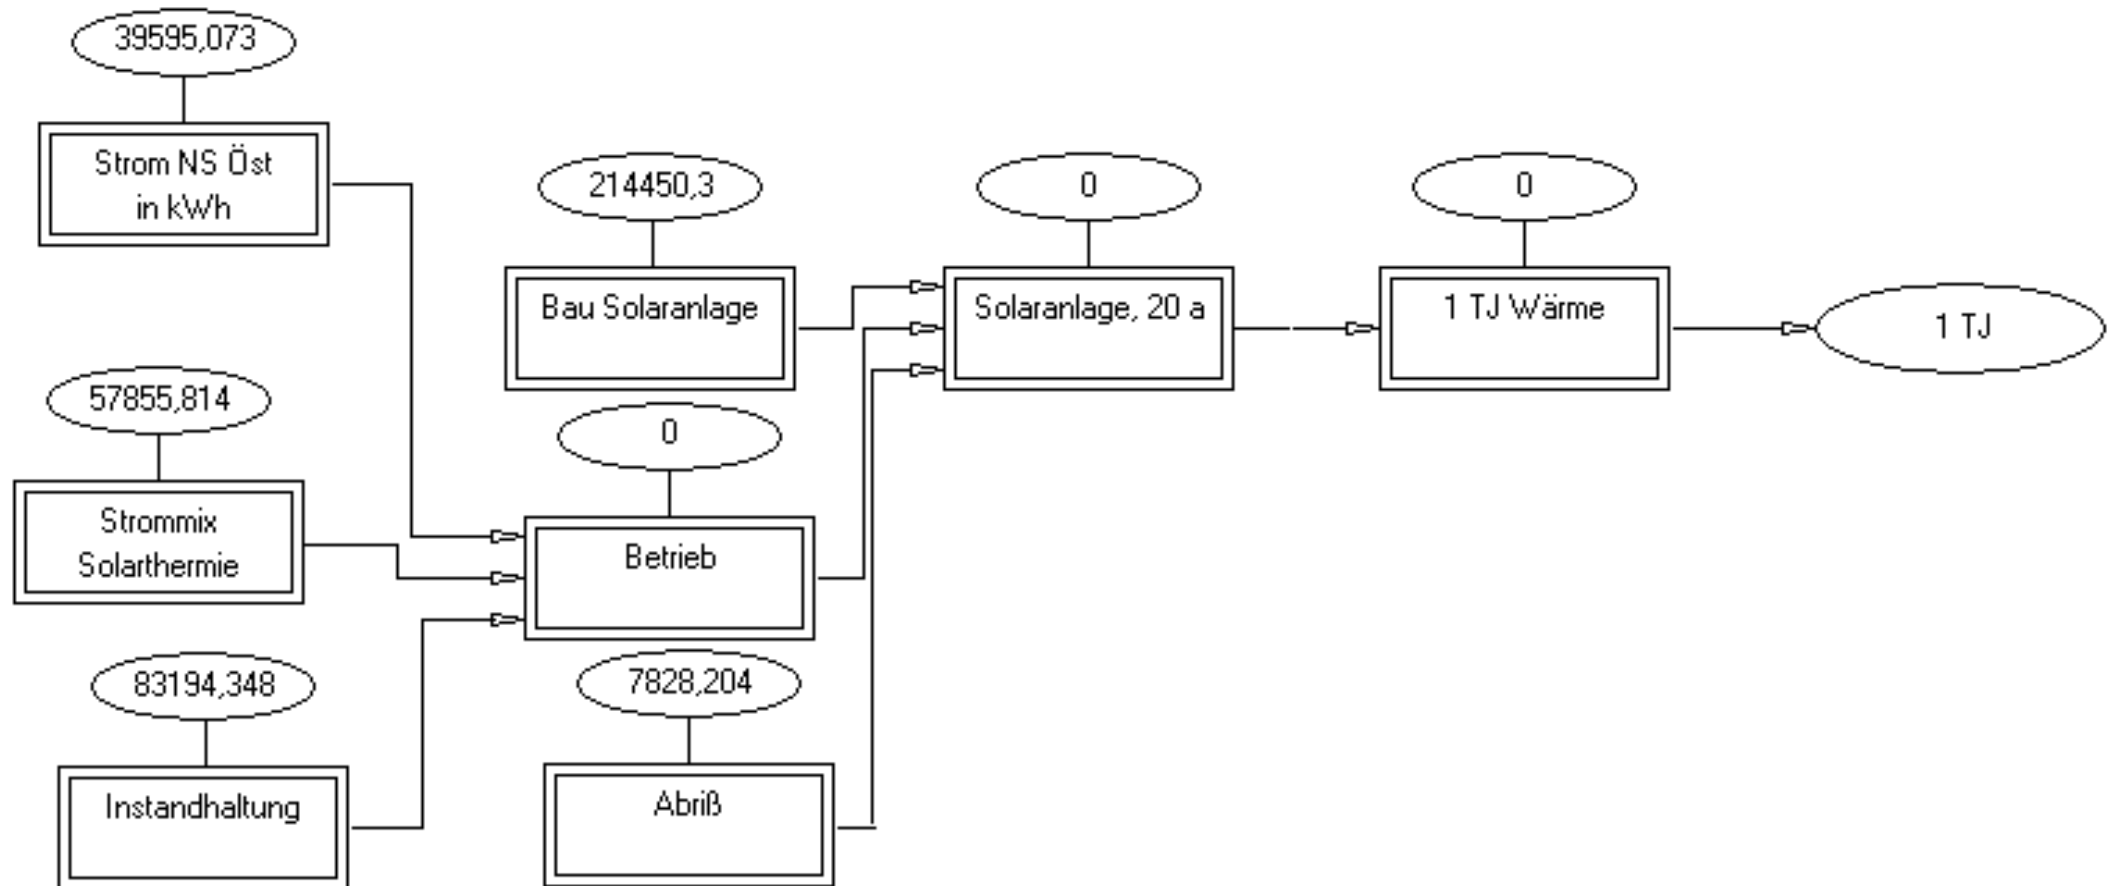 39595,073
Strom NS Öst
in kWh
214450,3
0
0
Bau Solaranlage
Solaranlage, 20 a
1 TJ Wärme
1 TJ
57855,814
0
Strommix
Solarthermie
Betrieb
83194,348
7828,204
Instandhaltung
Abriß